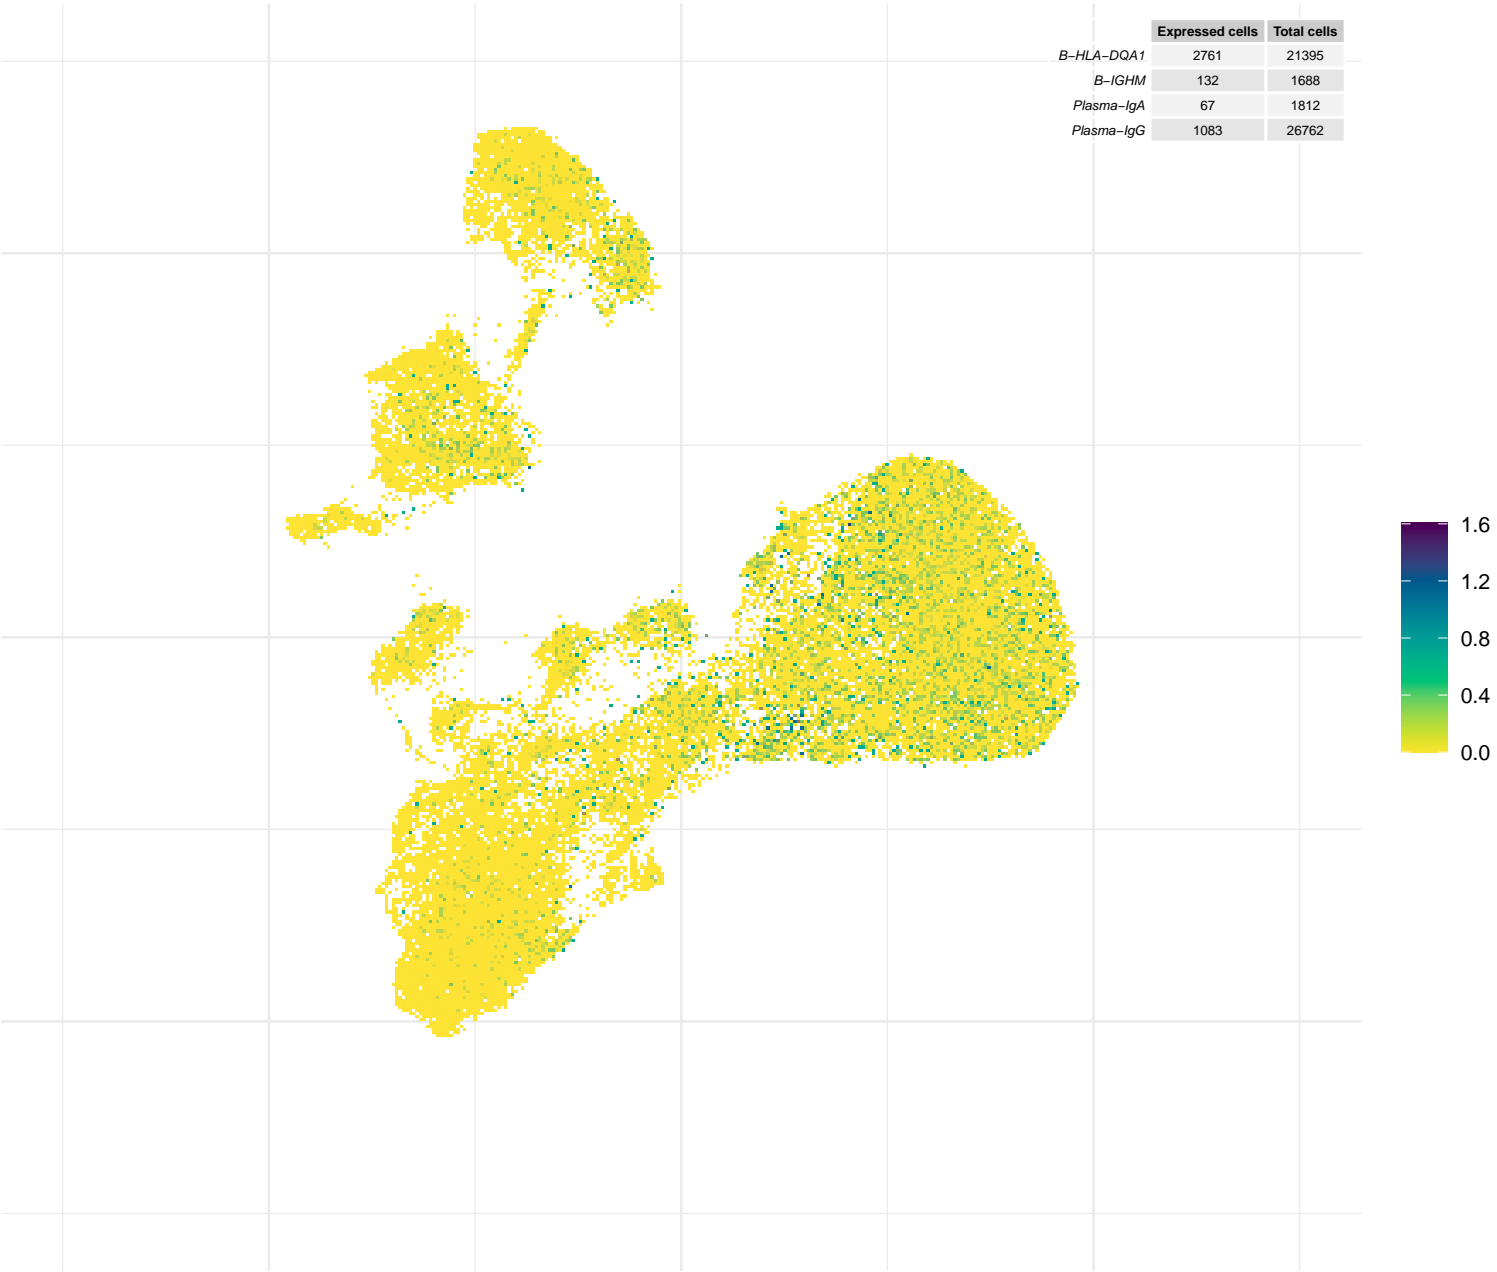 Expressed cells Total cells
B−HLA−DQA1 2761 21395
B−IGHM 132 1688
Plasma−IgA 67 1812
Plasma−IgG 1083 26762
1.6
1.2
0.8
0.4
0.0